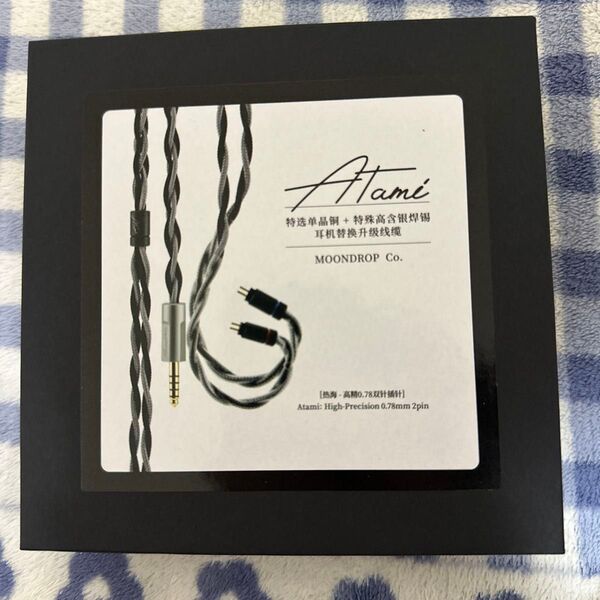 Atamé
特选单晶铜 + 特殊高含银焊锡
耳机替换升级线缆
MOONDROP Co.
[热海 - 高精0.78双针插针]
Atami: High-Precision 0.78mm 2pin